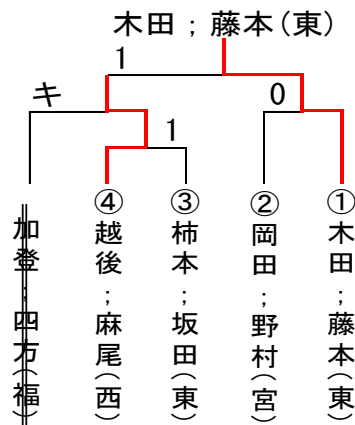 木田；藤本(東)
1
キ
0
1
加登；四方(福)
④越後；麻尾(西)
③柿本；坂田(東)
②岡田；野村(宮)
①木田；藤本(東)